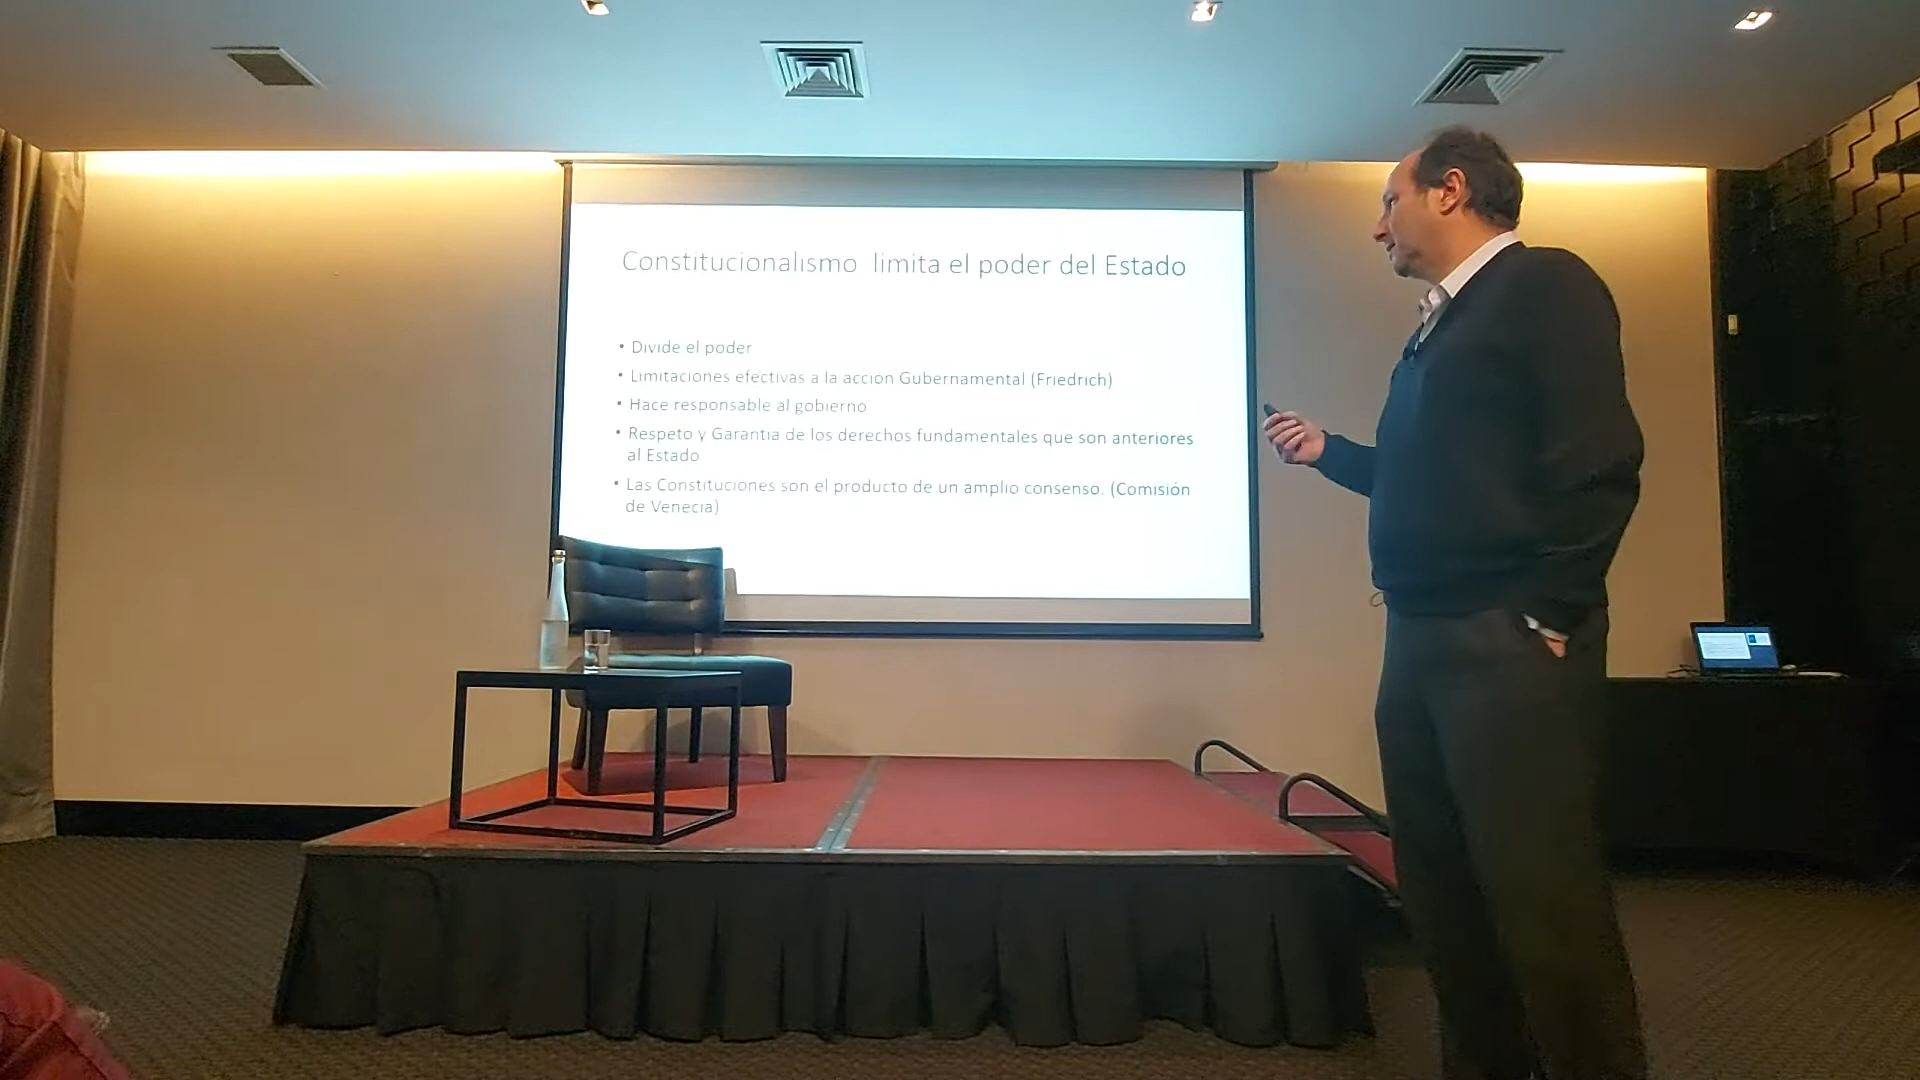 Constitucionalismo limita el poder del Estado
• Divide el poder
• Limitaciones efectivas a la acción Gubernamental (Friedrich)
• Hace responsable al gobierno
• Respeto y Garantía de los derechos fundamentales que son anteriores
al Estado
• Las Constituciones son el producto de un amplio consenso. (Comisión
de Venecia)